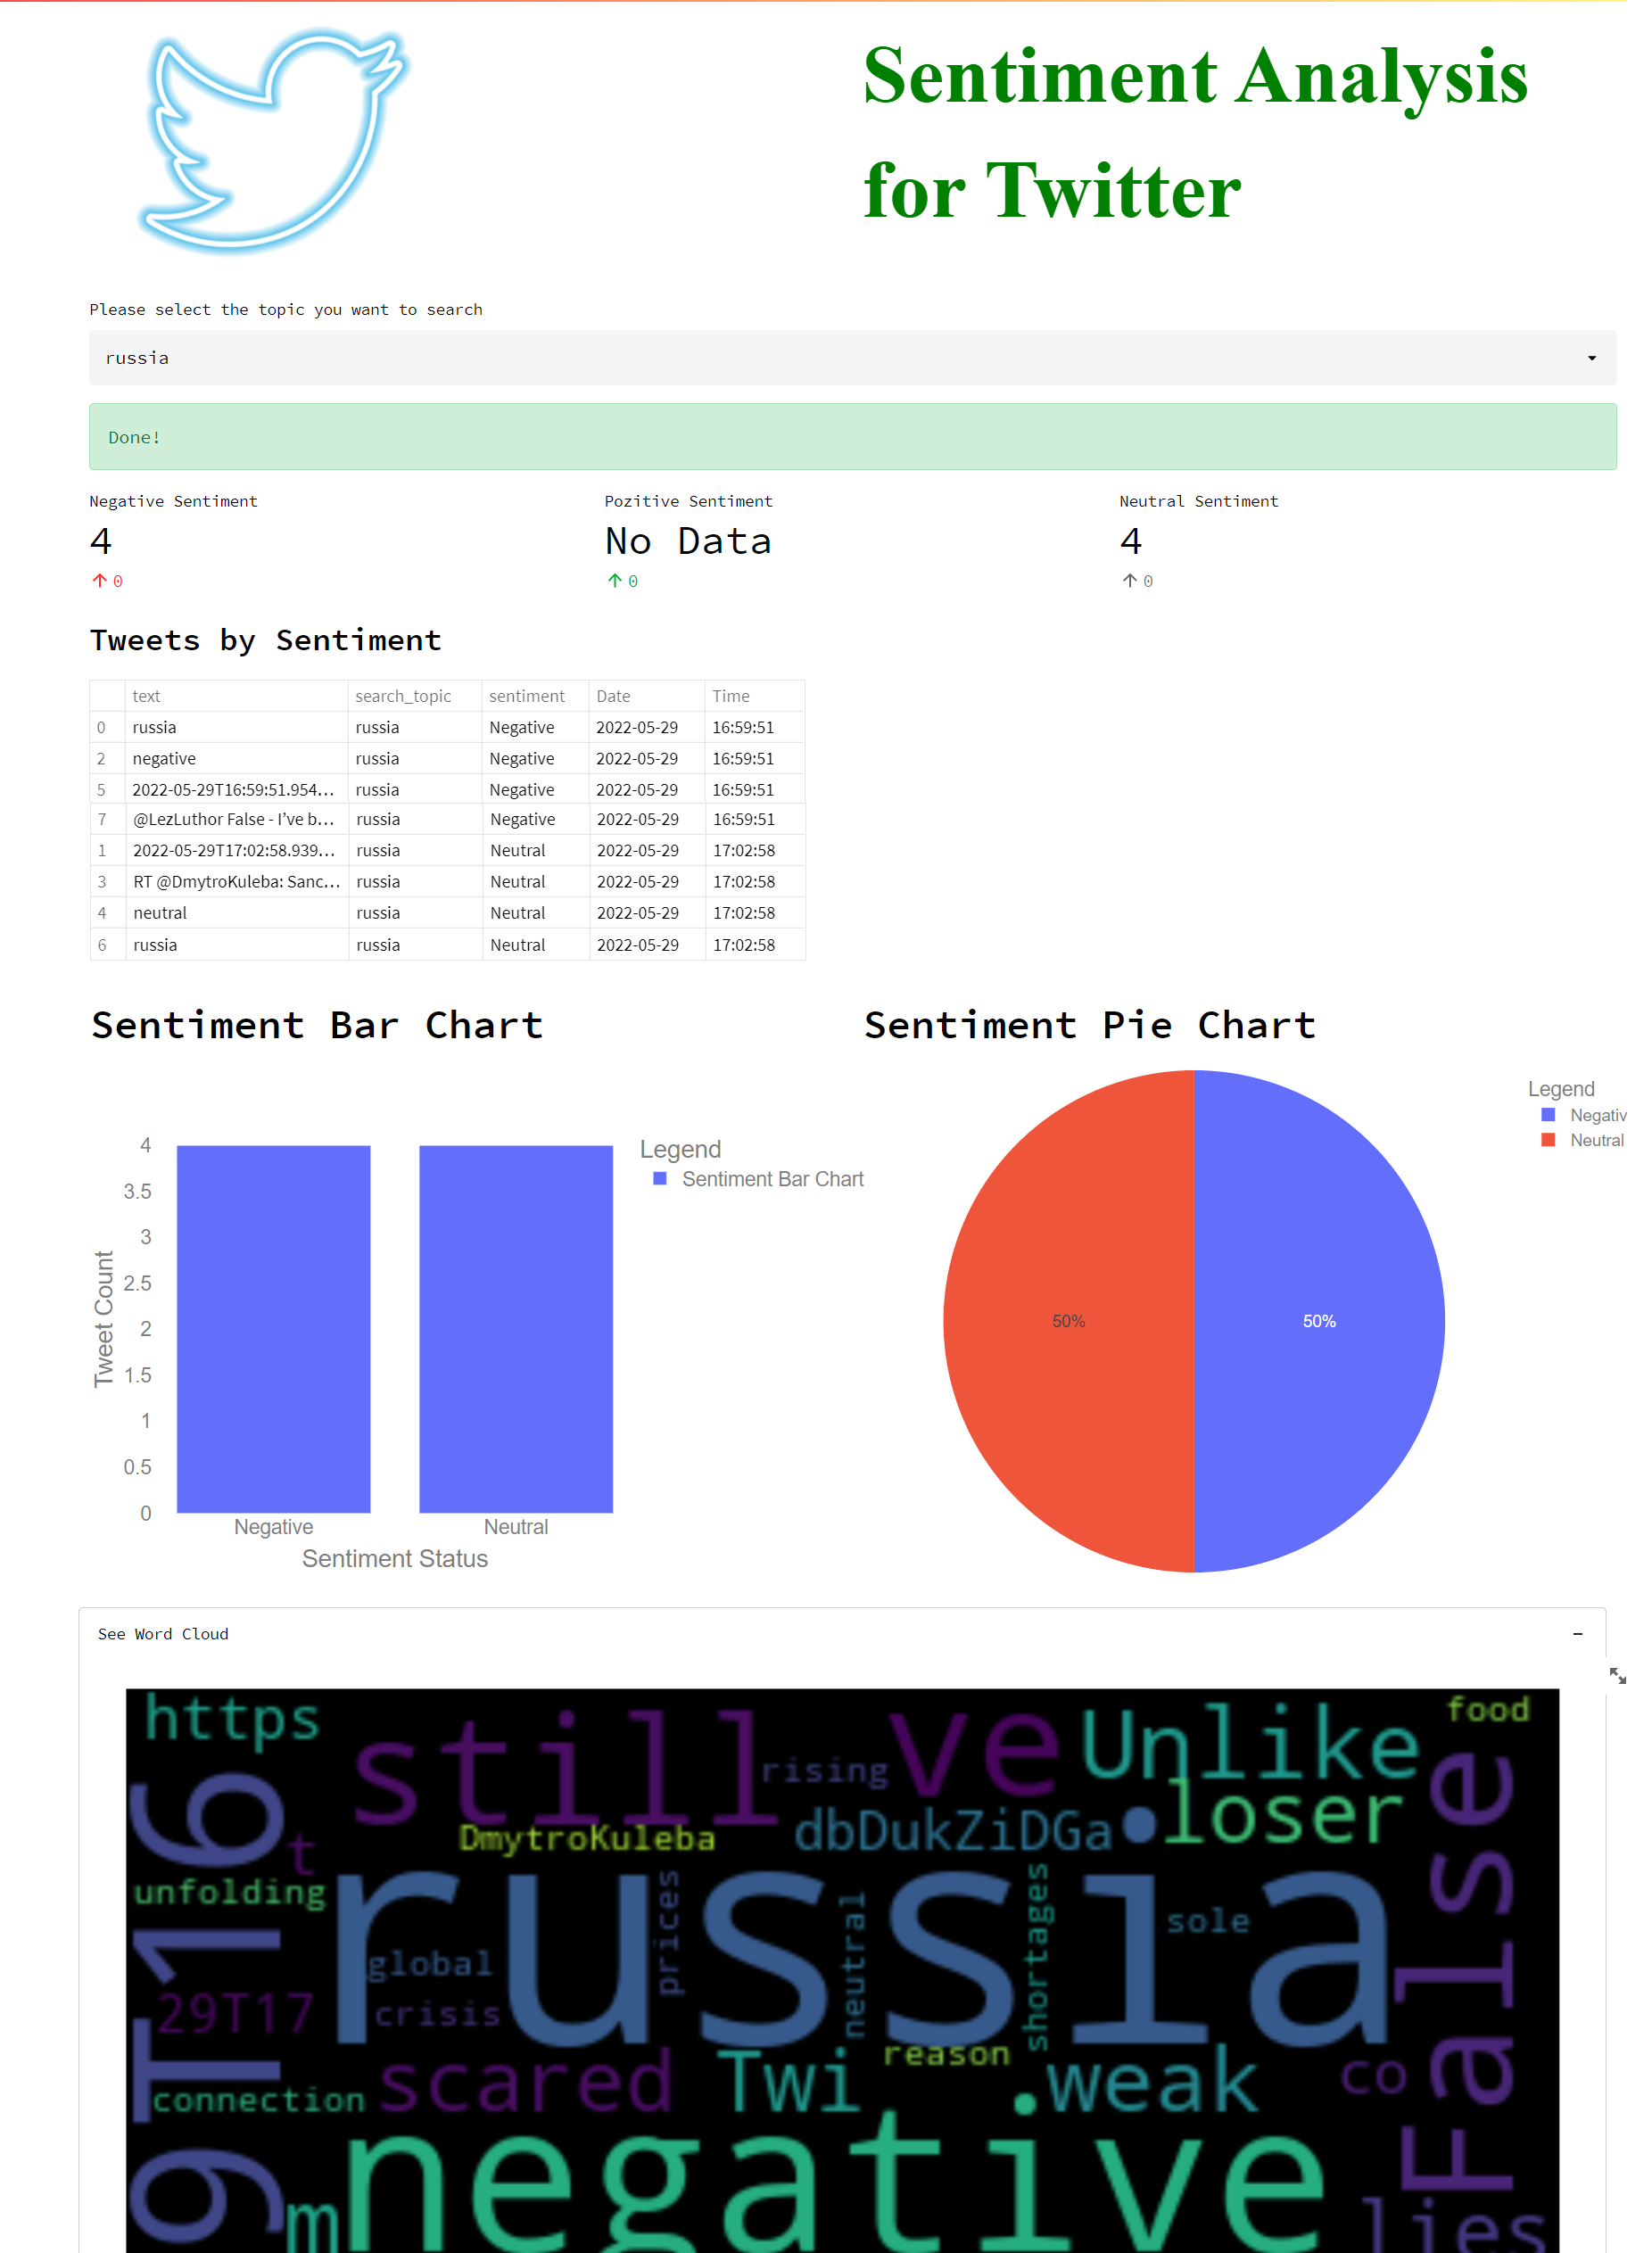 Sentiment Analysis
for Twitter
Please select the topic you want to search
russia
Done!
Negative Sentiment Pozitive Sentiment Neutral Sentiment
4 No Data 4
↑ 0 ↑ 0 ↑ 0
Tweets by Sentiment
text search_topic sentiment Date Time
0 russia russia Negative 2022-05-29 16:59:51
2 negative russia Negative 2022-05-29 16:59:51
5 2022-05-29T16:59:51.954... russia Negative 2022-05-29 16:59:51
7 @LezLuthor False - I’ve b... russia Negative 2022-05-29 16:59:51
1 2022-05-29T17:02:58.939... russia Neutral 2022-05-29 17:02:58
3 RT @DmytroKuleba: Sanc... russia Neutral 2022-05-29 17:02:58
4 neutral russia Neutral 2022-05-29 17:02:58
6 russia russia Neutral 2022-05-29 17:02:58
Sentiment Bar Chart
4
3.5
3
2.5
2
1.5
1
0.5
0
Tweet Count
Negative Neutral
Sentiment Status
Legend
Sentiment Bar Chart
Sentiment Pie Chart
50% 50%
Legend
Negativ
Neutral
See Word Cloud
https
still
rising
ve
Unlike
food
9T16
t
DmytroKuleba
dbDukZiDGa
loser
False
unfolding
russia
global
prices
neutral
shortages
sole
29T17
crisis
reason
connection
scared
Twi
weak
co
m
negative
lies